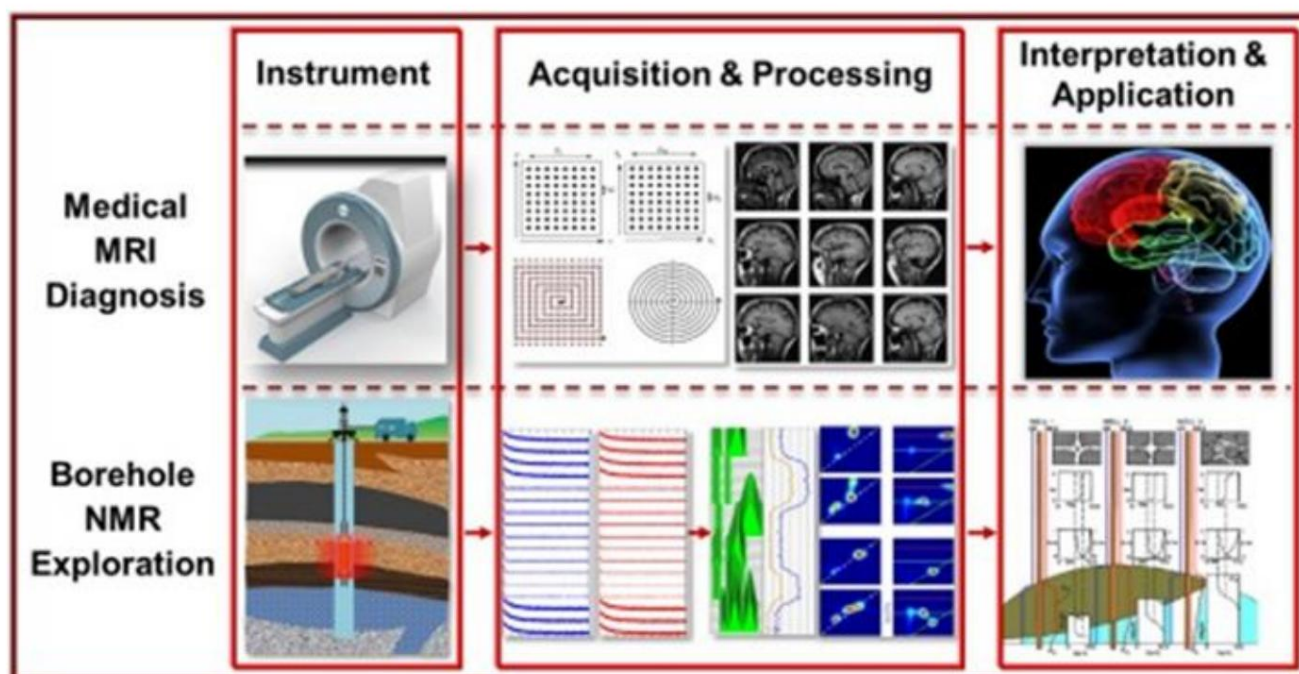 Instrument
Acquisition & Processing
Interpretation &
Application
Medical
MRI
Diagnosis
Borehole
NMR
Exploration